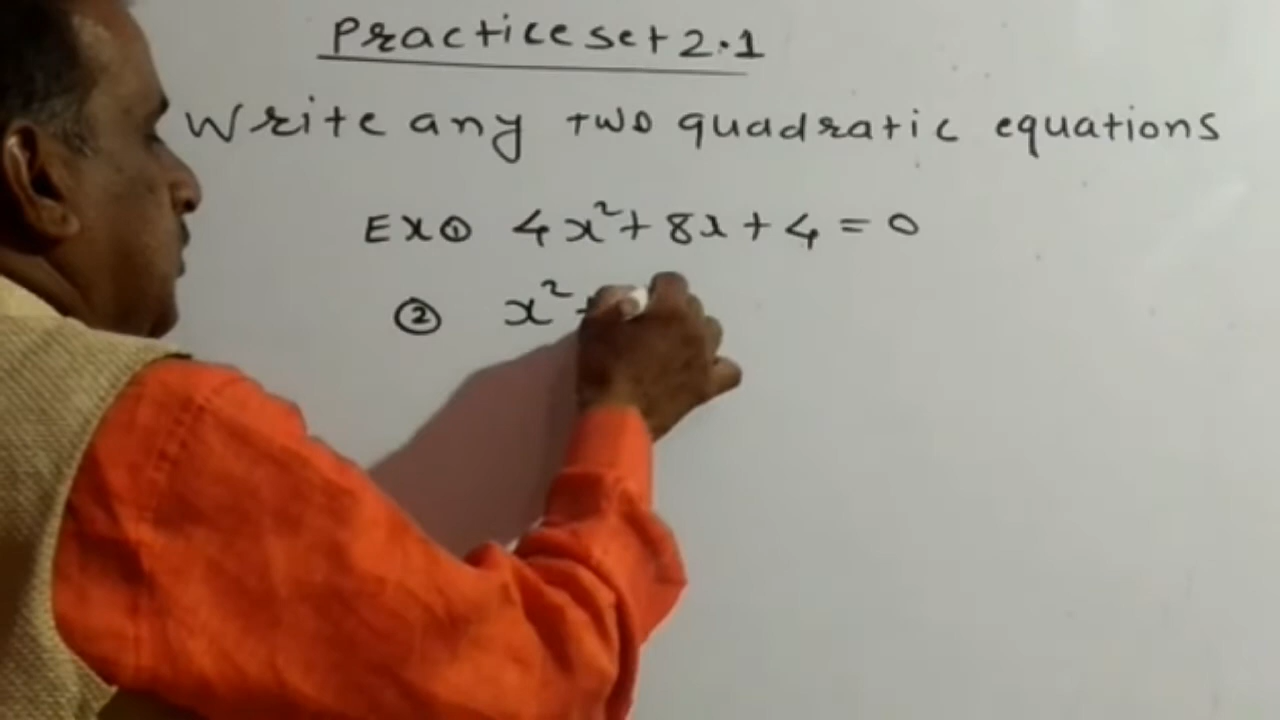 Practice set 2.1
Write any two quadratic equations
Ex ① 4x²+ 8x + 4 = 0
② x² +